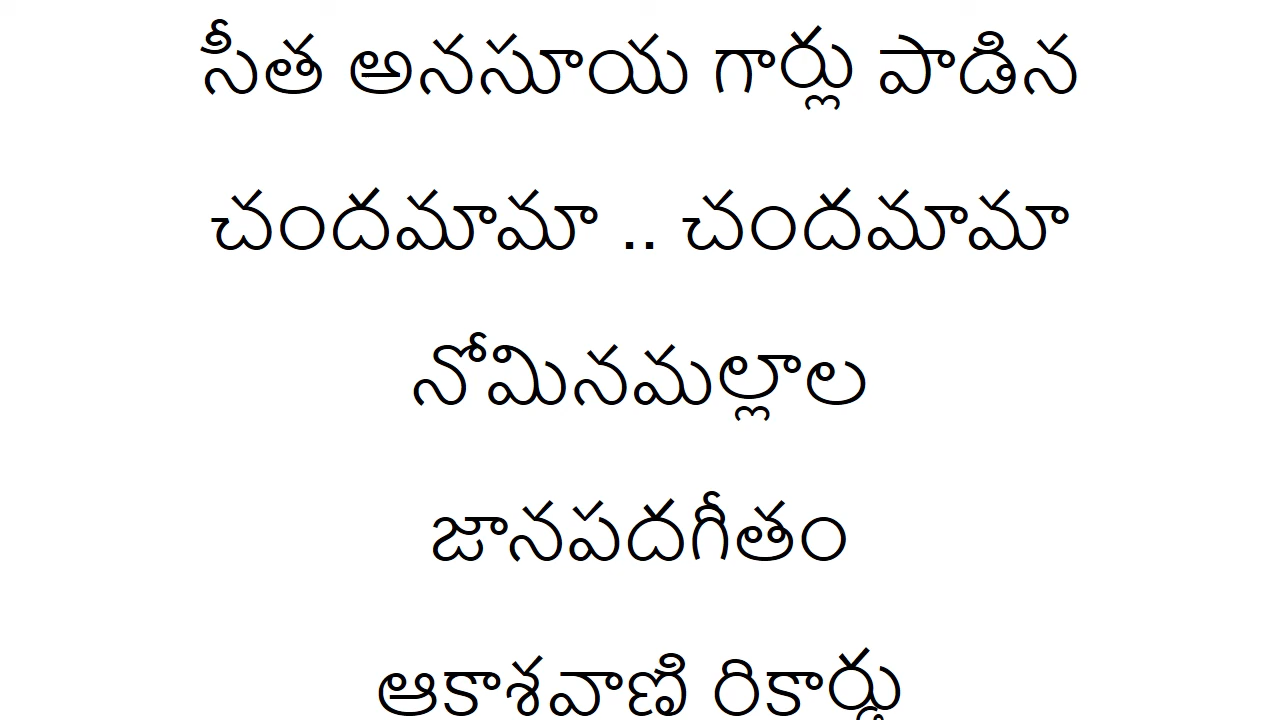 సీత అనసూయ గార్లు పాడిన
చందమామా .. చందమామా
నోమినమల్లాల
జానపదగీతం
ఆకాశవాణి రికార్డు